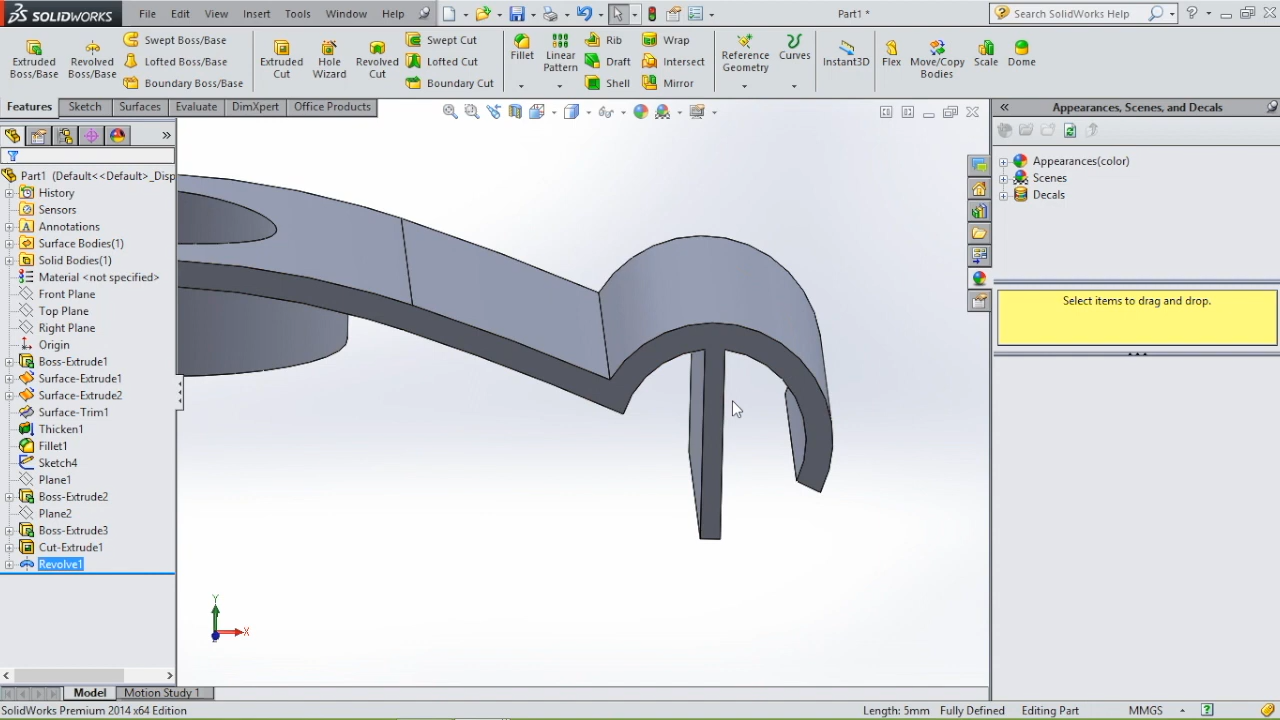 SOLIDWORKS File Edit View Insert Tools Window Help Part1 * Search SolidWorks Help
Extruded Boss/Base
Revolved Boss/Base
Swept Boss/Base
Lofted Boss/Base
Boundary Boss/Base
Extruded Cut
Hole Wizard
Revolved Cut
Swept Cut
Lofted Cut
Boundary Cut
Fillet
Linear Pattern
Rib
Draft
Shell
Wrap
Intersect
Mirror
Reference Geometry
Curves
Instant3D
Flex
Move/Copy Bodies
Scale
Dome
Features Sketch Surfaces Evaluate DimXpert Office Products
Part1 (Default<<Default>_Disp
History
Sensors
Annotations
Surface Bodies(1)
Solid Bodies(1)
Material <not specified>
Front Plane
Top Plane
Right Plane
Origin
Boss-Extrude1
Surface-Extrude1
Surface-Extrude2
Surface-Trim1
Thicken1
Fillet1
Sketch4
Plane1
Boss-Extrude2
Plane2
Boss-Extrude3
Cut-Extrude1
Revolve1
Y
X
Appearances, Scenes, and Decals
Appearances(color)
Scenes
Decals
Select items to drag and drop.
Model Motion Study 1
SolidWorks Premium 2014 x64 Edition Length: 5mm Fully Defined Editing Part MMGS